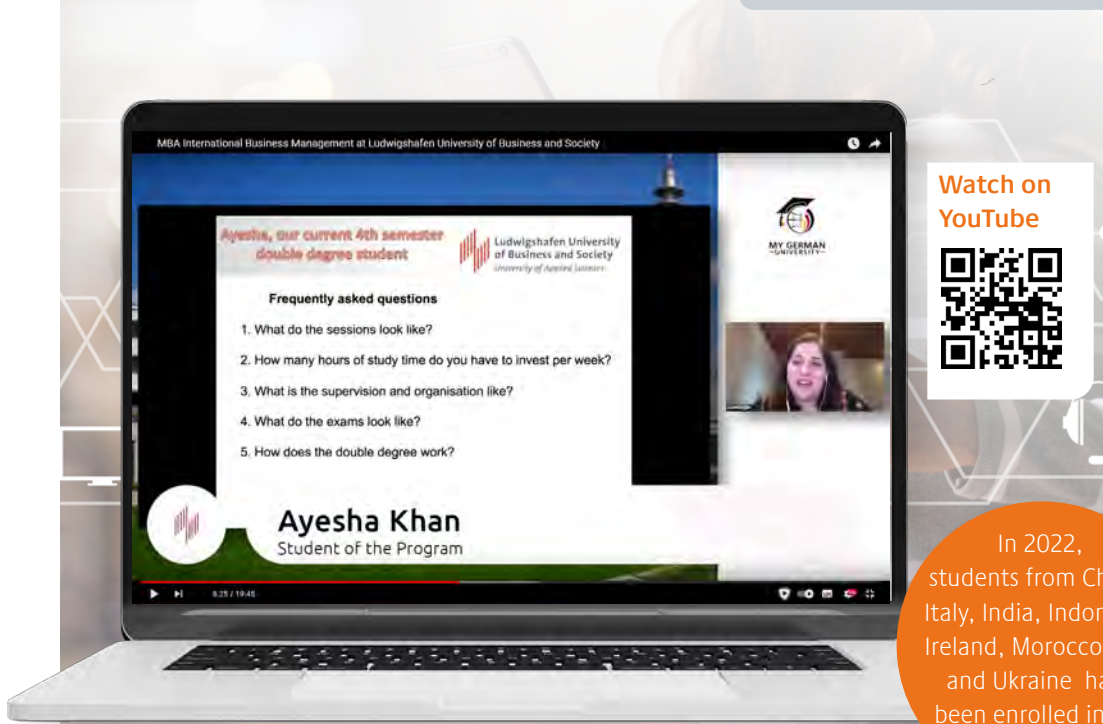 MBA International Business Management at Ludwigshafen University of Business and Society
Ayesha, our current 4th semester
double degree student
Ludwigshafen University
of Business and Society
University of Applied Sciences
Frequently asked questions
1. What do the sessions look like?
2. How many hours of study time do you have to invest per week?
3. What is the supervision and organisation like?
4. What do the exams look like?
5. How does the double degree work?
Ayesha Khan
Student of the Program
MY GERMAN
UNIVERSITY
8:25 / 19:45
Watch on
YouTube
In 2022,
students from
Italy, India,
Ireland, Morocco
and Ukraine
been enrolled in